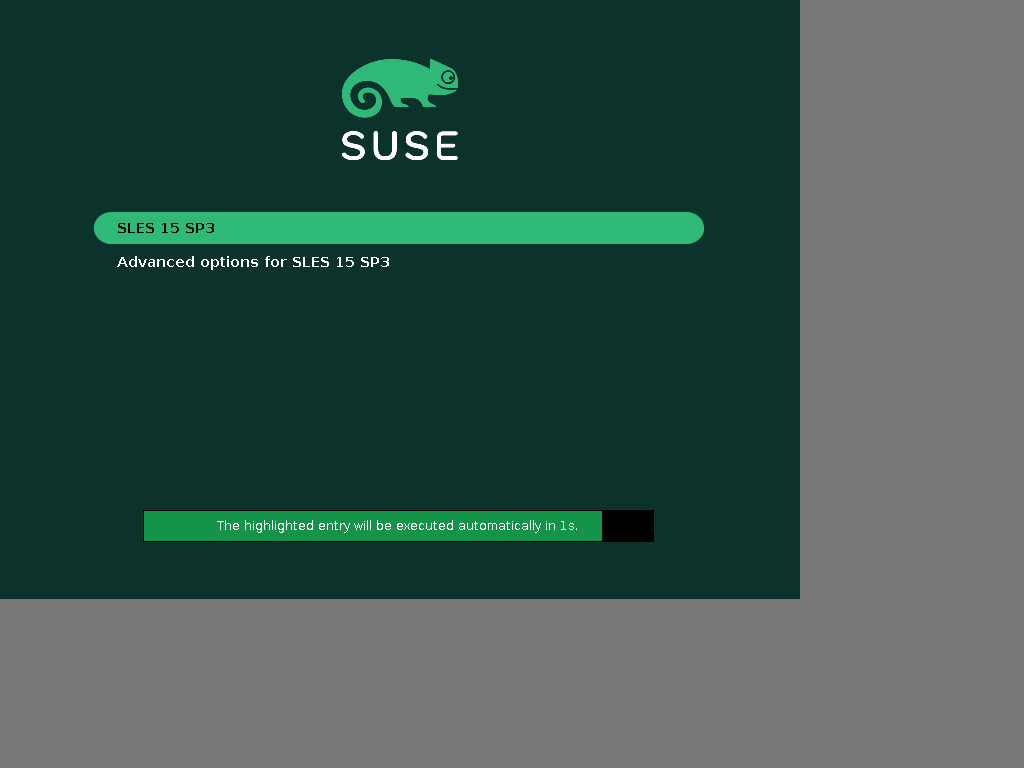 SUSE
SLES 15 SP3
Advanced options for SLES 15 SP3
The highlighted entry will be executed automatically in 1s.